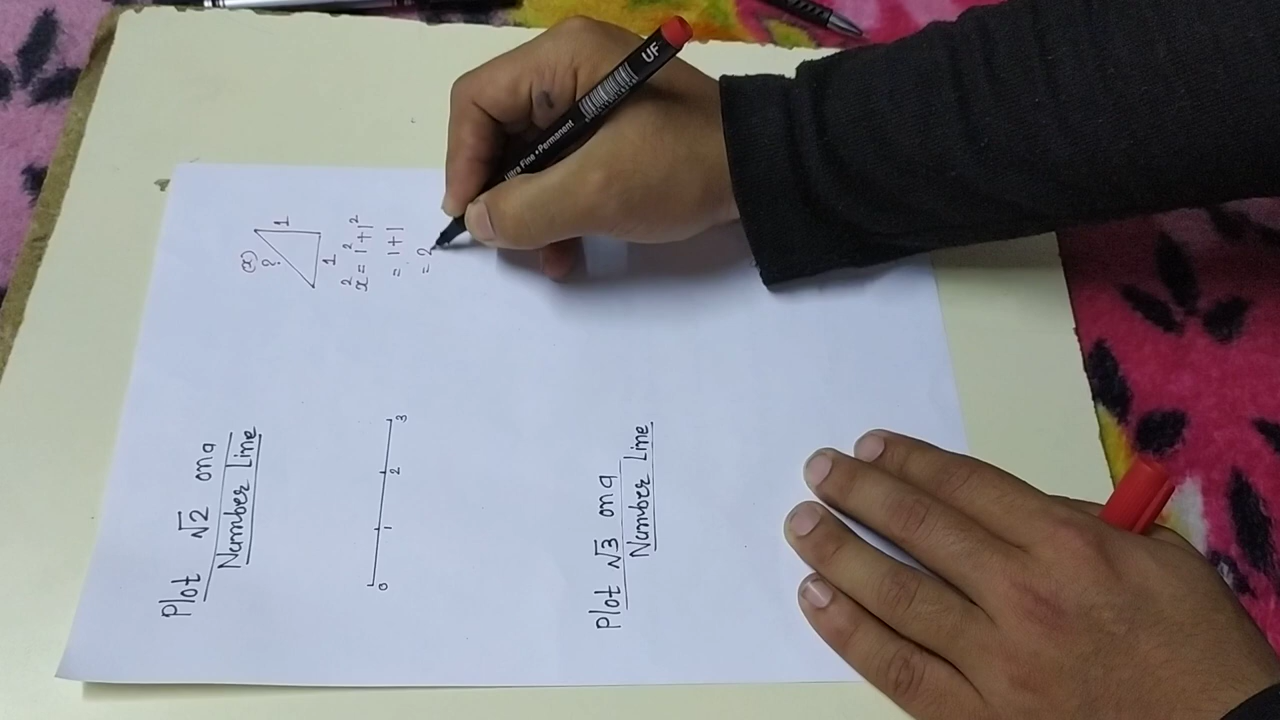 Plot √2 on a
Number Line
0 1 2 3
(x)
?
1
1
x² = 1² + 1²
= 1 + 1
= 2
Plot √3 on a
Number Line
Ultra Fine • Permanent
UF